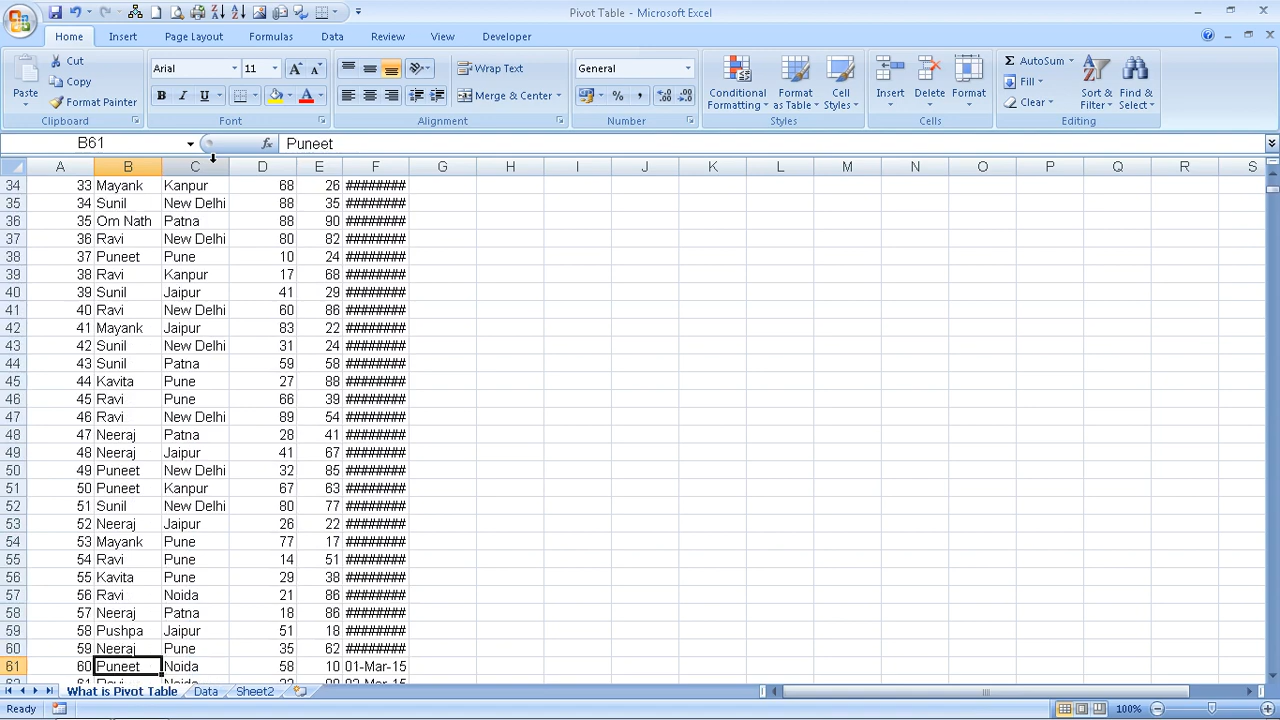 Pivot Table - Microsoft Excel
Home Insert Page Layout Formulas Data Review View Developer
Paste Cut Copy Format Painter Clipboard
Arial 11 B I U A Font
Wrap Text Merge & Center Alignment
General % , Number
Conditional Formatting Format as Table Cell Styles Styles
Insert Delete Format Cells
Σ AutoSum Fill Clear Sort & Filter Find & Select Editing
B61 fx Puneet
A B C D E F G H I J K L M N O P Q R S
34 33 Mayank Kanpur 68 26 ########
35 34 Sunil New Delhi 88 35 ########
36 35 Om Nath Patna 88 90 ########
37 36 Ravi New Delhi 80 82 ########
38 37 Puneet Pune 10 24 ########
39 38 Ravi Kanpur 17 68 ########
40 39 Sunil Jaipur 41 29 ########
41 40 Ravi New Delhi 60 86 ########
42 41 Mayank Jaipur 83 22 ########
43 42 Sunil New Delhi 31 24 ########
44 43 Sunil Patna 59 58 ########
45 44 Kavita Pune 27 88 ########
46 45 Ravi Pune 66 39 ########
47 46 Ravi New Delhi 89 54 ########
48 47 Neeraj Patna 28 41 ########
49 48 Neeraj Jaipur 41 67 ########
50 49 Puneet New Delhi 32 85 ########
51 50 Puneet Kanpur 67 63 ########
52 51 Sunil New Delhi 80 77 ########
53 52 Neeraj Jaipur 26 22 ########
54 53 Mayank Pune 77 17 ########
55 54 Ravi Pune 14 51 ########
56 55 Kavita Pune 29 38 ########
57 56 Ravi Noida 21 86 ########
58 57 Neeraj Patna 18 86 ########
59 58 Pushpa Jaipur 51 18 ########
60 59 Neeraj Pune 35 62 ########
61 60 Puneet Noida 58 10 01-Mar-15
What is Pivot Table Data Sheet2
Ready 100%